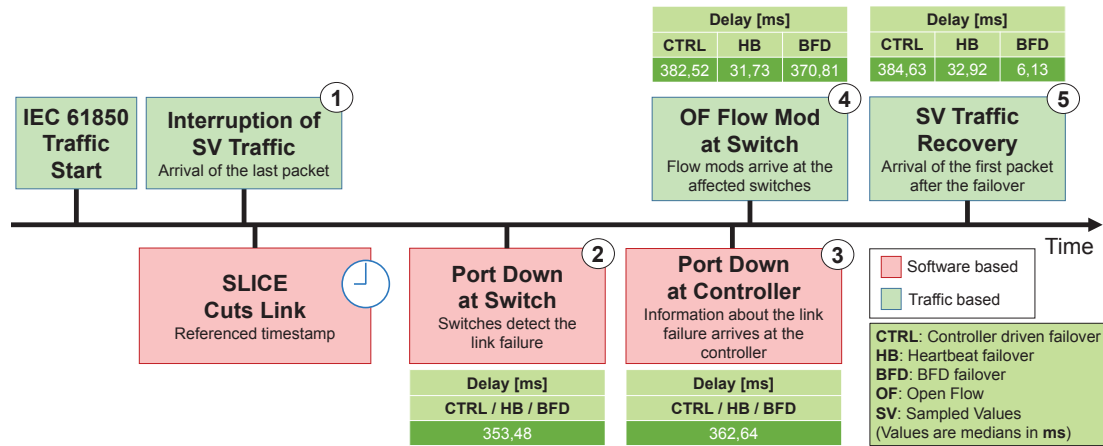 Delay [ms]
CTRL HB BFD
382,52 31,73 370,81
Delay [ms]
CTRL HB BFD
384,63 32,92 6,13
IEC 61850
Traffic
Start
1
Interruption of
SV Traffic
Arrival of the last packet
4
OF Flow Mod
at Switch
Flow mods arrive at the
affected switches
5
SV Traffic
Recovery
Arrival of the first packet
after the failover
Time
SLICE
Cuts Link
Referenced timestamp
2
Port Down
at Switch
Switches detect the
link failure
3
Port Down
at Controller
Information about the link
failure arrives at the
controller
Delay [ms]
CTRL / HB / BFD
353,48
Delay [ms]
CTRL / HB / BFD
362,64
Software based
Traffic based
CTRL: Controller driven failover
HB: Heartbeat failover
BFD: BFD failover
OF: Open Flow
SV: Sampled Values
(Values are medians in ms)